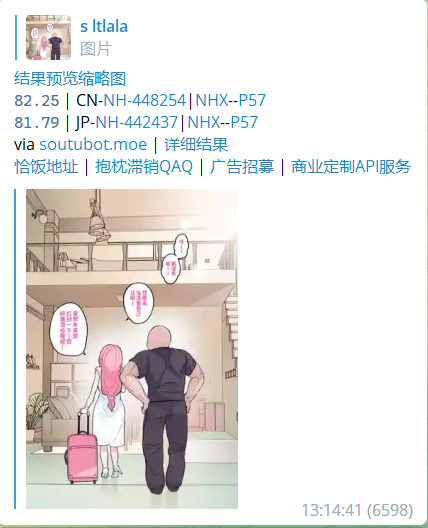 s ltlala
图片
结果预览缩略图
82.25 | CN-NH-448254|NHX--P57
81.79 | JP-NH-442437|NHX--P57
via soutubot.moe | 详细结果
恰饭地址 | 抱枕滞销QAQ | 广告招募 | 商业定制API服务
13:14:41 (6598)